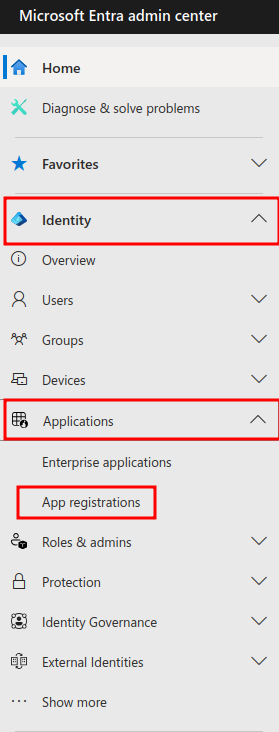 Microsoft Entra admin center
Home
Diagnose & solve problems
Favorites
Identity
Overview
Users
Groups
Devices
Applications
Enterprise applications
App registrations
Roles & admins
Protection
Identity Governance
External Identities
Show more